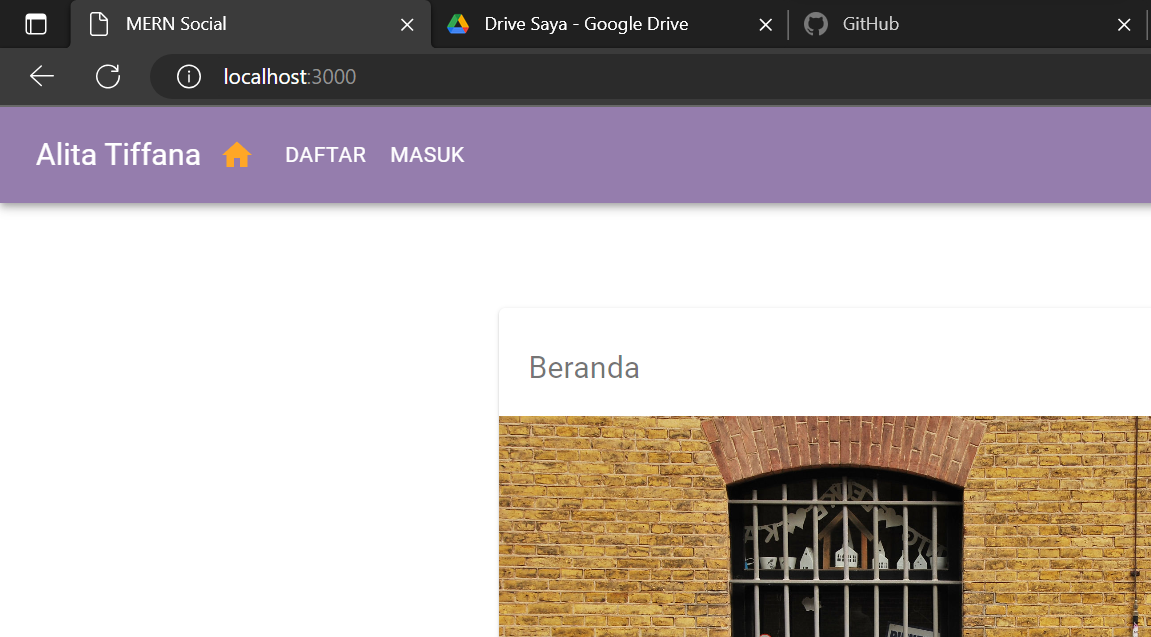 MERN Social
Drive Saya - Google Drive
GitHub
localhost:3000
Alita Tiffana
DAFTAR
MASUK
Beranda